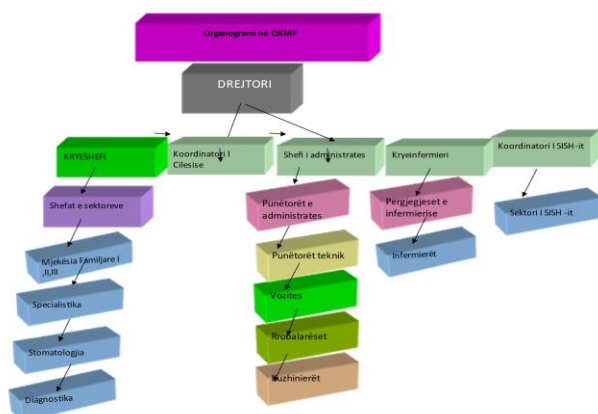 Organogrami në QKMF
DREJTORI
KRYESHEFI
Koordinatori I
Cilesise
Shefi i administrates
Kryeinfermieri
Koordinatori I SISH -it
Shefat e sektoreve
Punëtorët e
administrates
Pergjegjeset e
infermierise
Sektori I SISH -it
Mjekësia Familjare I
,II,III
Punëtorët teknik
Infermierët
Specialistika
Vozites
Stomatologjia
Rrobalarëset
Diagnostika
Kuzhinierët